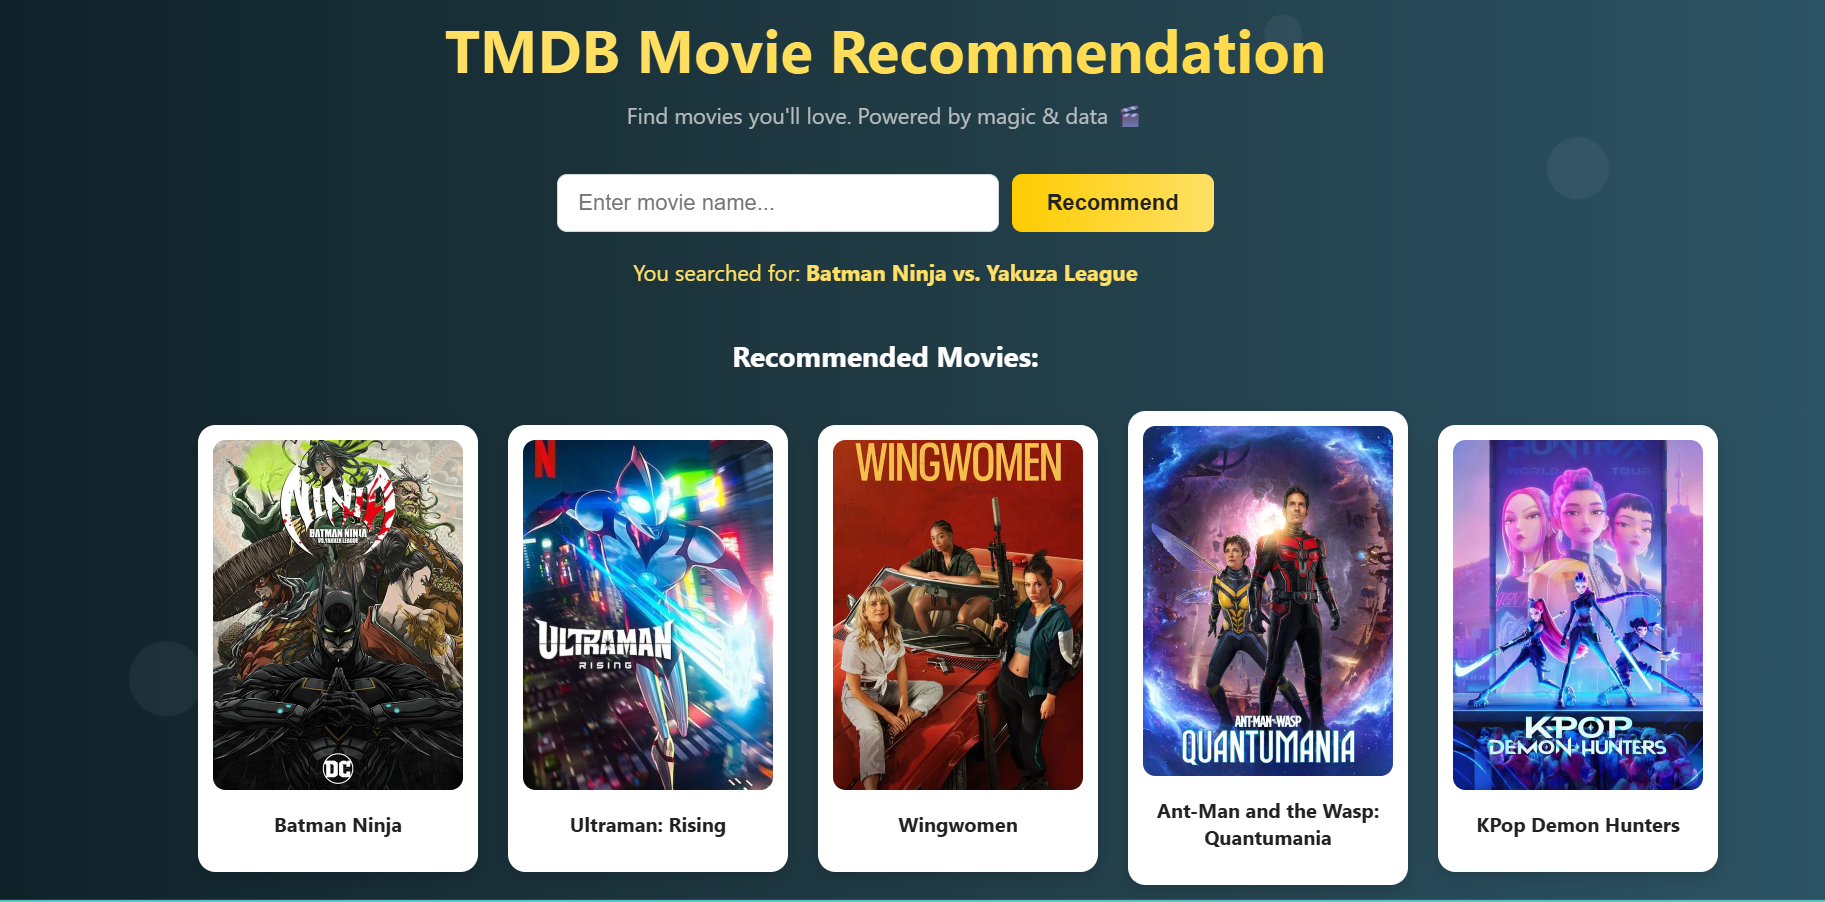 TMDB Movie Recommendation
Find movies you'll love. Powered by magic & data
Enter movie name...
Recommend
You searched for: Batman Ninja vs. Yakuza League
Recommended Movies:
NINJA
BATMAN NINJA
VS. YAKUZA LEAGUE
DC
Batman Ninja
N
ULTRAMAN
RISING
Ultraman: Rising
WINGWOMEN
Wingwomen
ANT-MAN AND THE WASP
QUANTUMANIA
Ant-Man and the Wasp:
Quantumania
HUNTR/X
WORLD TOUR
KPOP
DEMON HUNTERS
KPop Demon Hunters